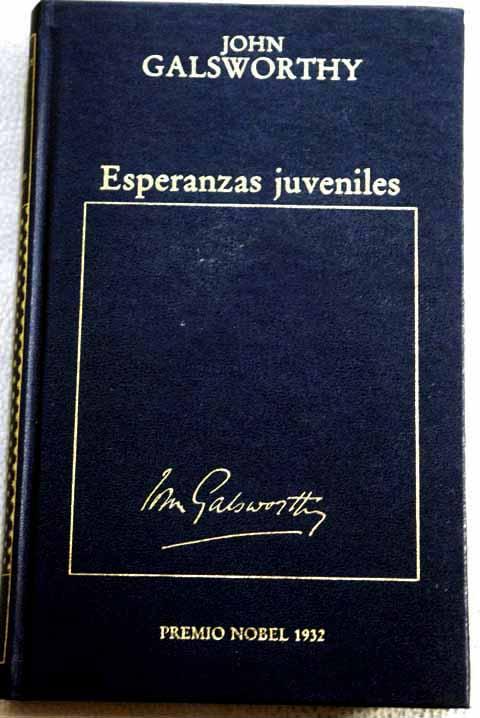 JOHN
GALSWORTHY
Esperanzas juveniles
John Galsworthy
PREMIO NOBEL 1932